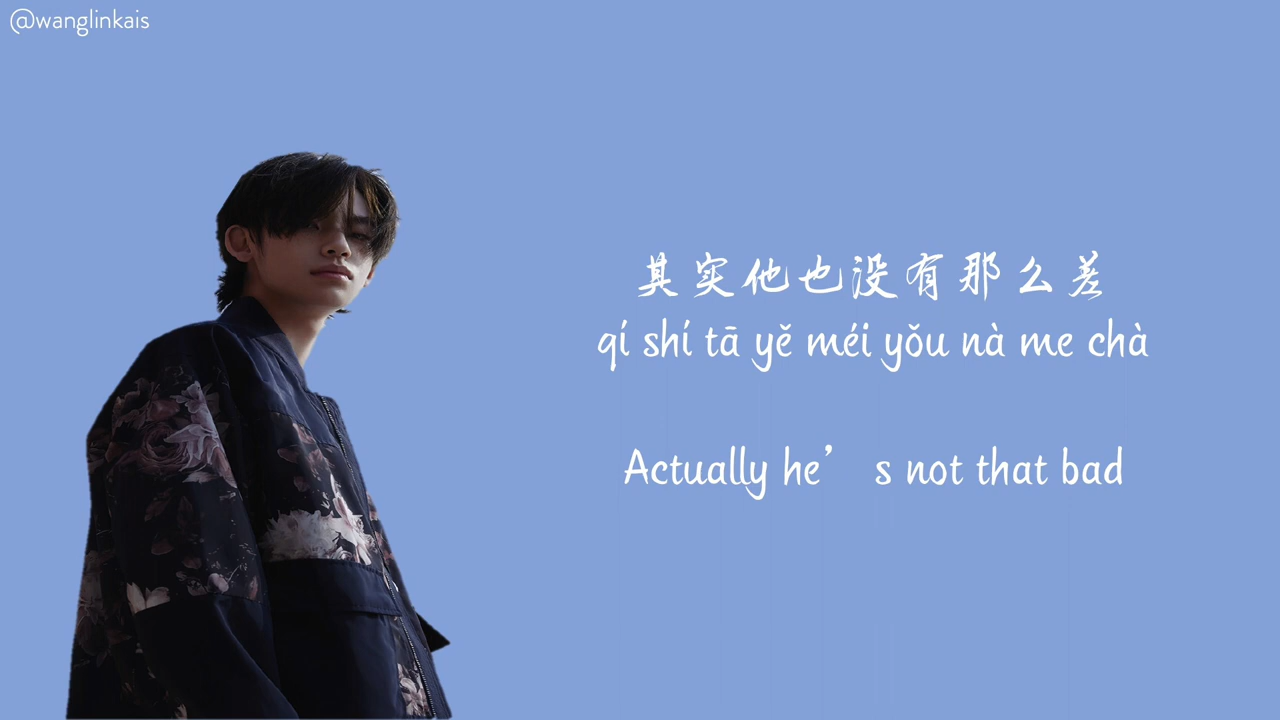 @wanglinkais
其实他也没有那么差
qí shí tā yě méi yǒu nà me chà
Actually he’ s not that bad